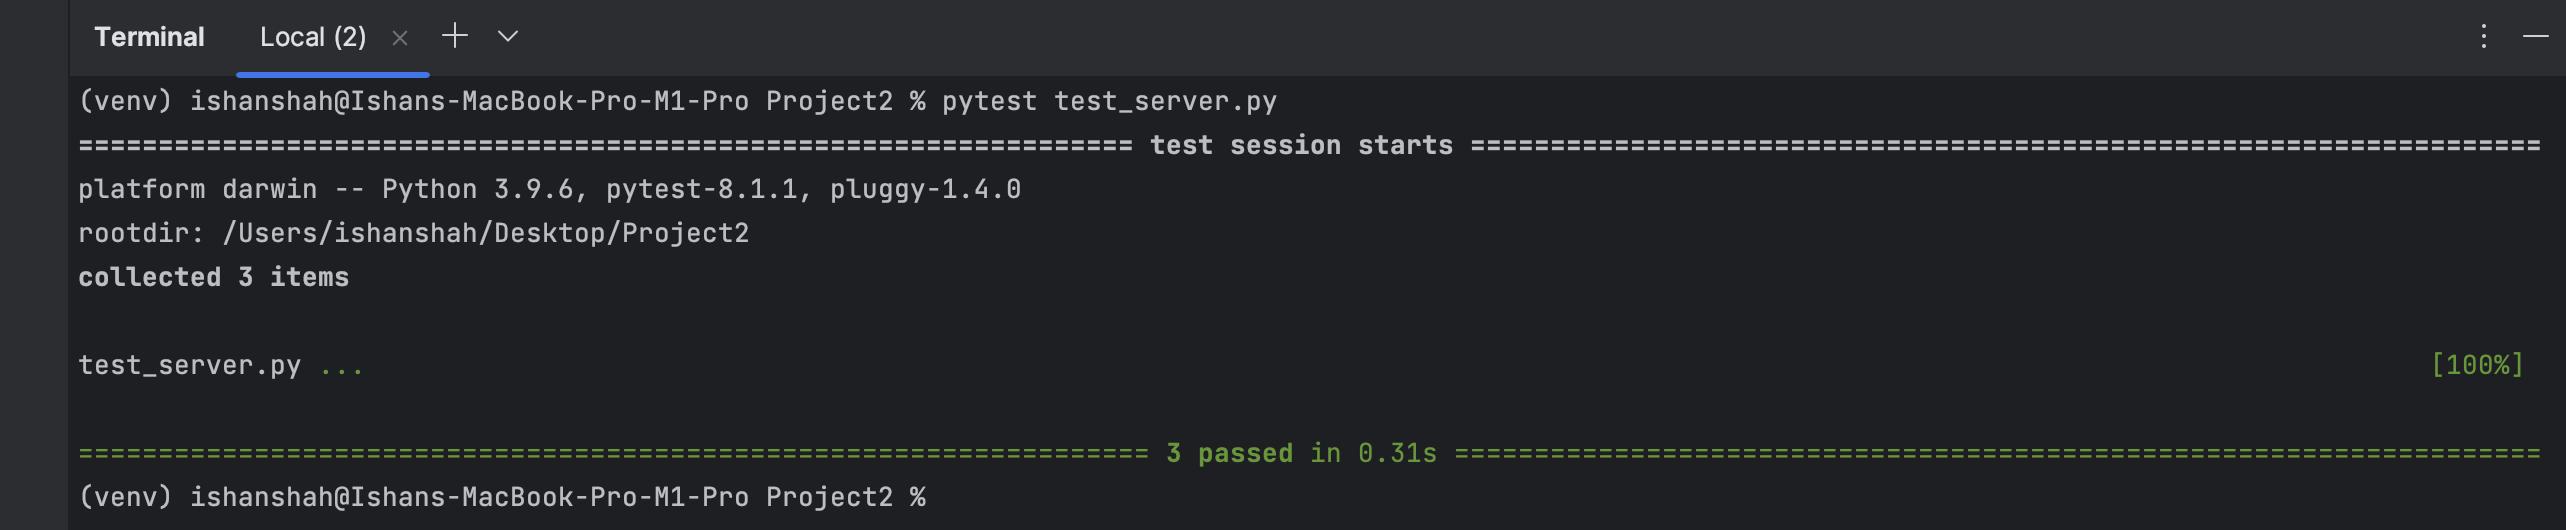 Terminal Local (2)
(venv) ishanshah@Ishans-MacBook-Pro-M1-Pro Project2 % pytest test_server.py
================================================================== test session starts ===================================================================
platform darwin -- Python 3.9.6, pytest-8.1.1, pluggy-1.4.0
rootdir: /Users/ishanshah/Desktop/Project2
collected 3 items
test_server.py ... [100%]
=================================================================== 3 passed in 0.31s ====================================================================
(venv) ishanshah@Ishans-MacBook-Pro-M1-Pro Project2 %